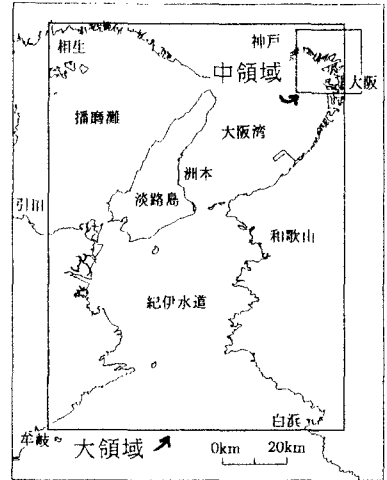 相生
神戸
中領域
大阪
播磨灘
大阪湾
洲本
淡路島
引田
和歌山
紀伊水道
白浜
牟岐
大領域
0km 20km